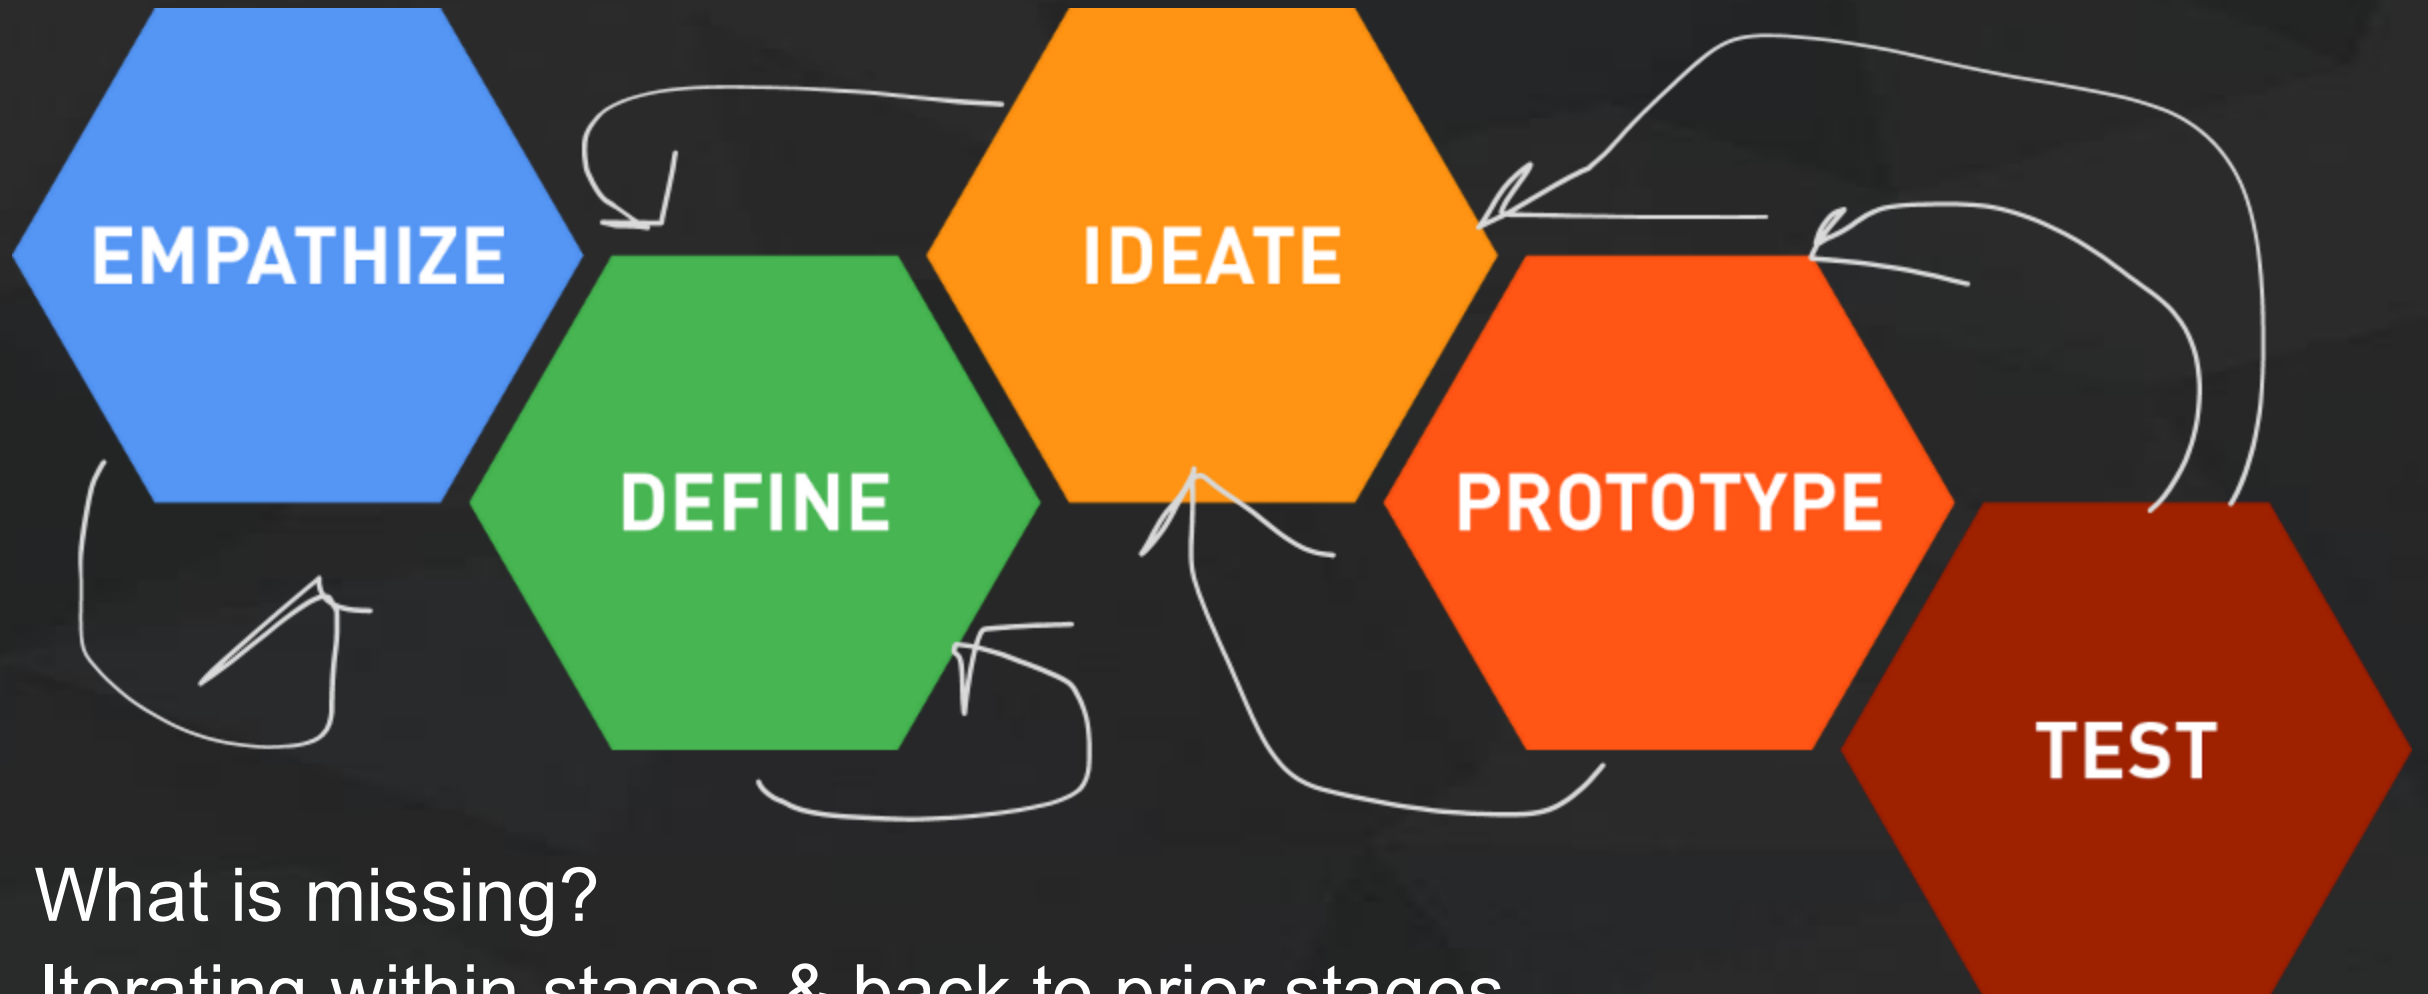 EMPATHIZE
IDEATE
DEFINE
PROTOTYPE
TEST
What is missing?
Iterating within stages & back to prior stages